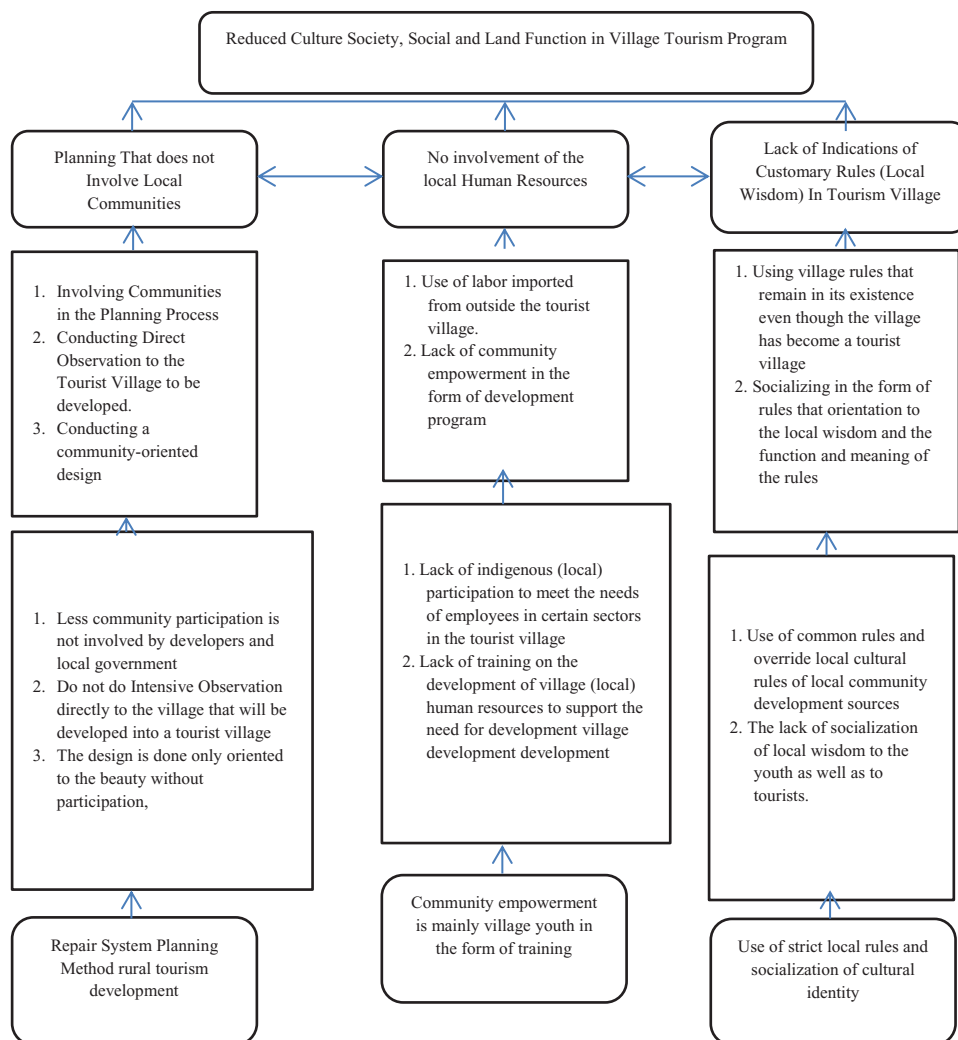 Reduced Culture Society, Social and Land Function in Village Tourism Program
Planning That does not
Involve Local
Communities
No involvement of the
local Human Resources
Lack of Indications of
Customary Rules (Local
Wisdom) In Tourism Village
1. Involving Communities
in the Planning Process
2. Conducting Direct
Observation to the
Tourist Village to be
developed.
3. Conducting a
community-oriented
design
1. Use of labor imported
from outside the tourist
village.
2. Lack of community
empowerment in the
form of development
program
1. Using village rules that
remain in its existence
even though the village
has become a tourist
village
2. Socializing in the form of
rules that orientation to
the local wisdom and the
function and meaning of
the rules
1. Less community participation is
not involved by developers and
local government
2. Do not do Intensive Observation
directly to the village that will be
developed into a tourist village
3. The design is done only oriented
to the beauty without
participation,
1. Lack of indigenous (local)
participation to meet the needs
of employees in certain sectors
in the tourist village
2. Lack of training on the
development of village (local)
human resources to support the
need for development village
development development
1. Use of common rules and
override local cultural
rules of local community
development sources
2. The lack of socialization
of local wisdom to the
youth as well as to
tourists.
Repair System Planning
Method rural tourism
development
Community empowerment
is mainly village youth
in the form of training
Use of strict local rules and
socialization of cultural
identity